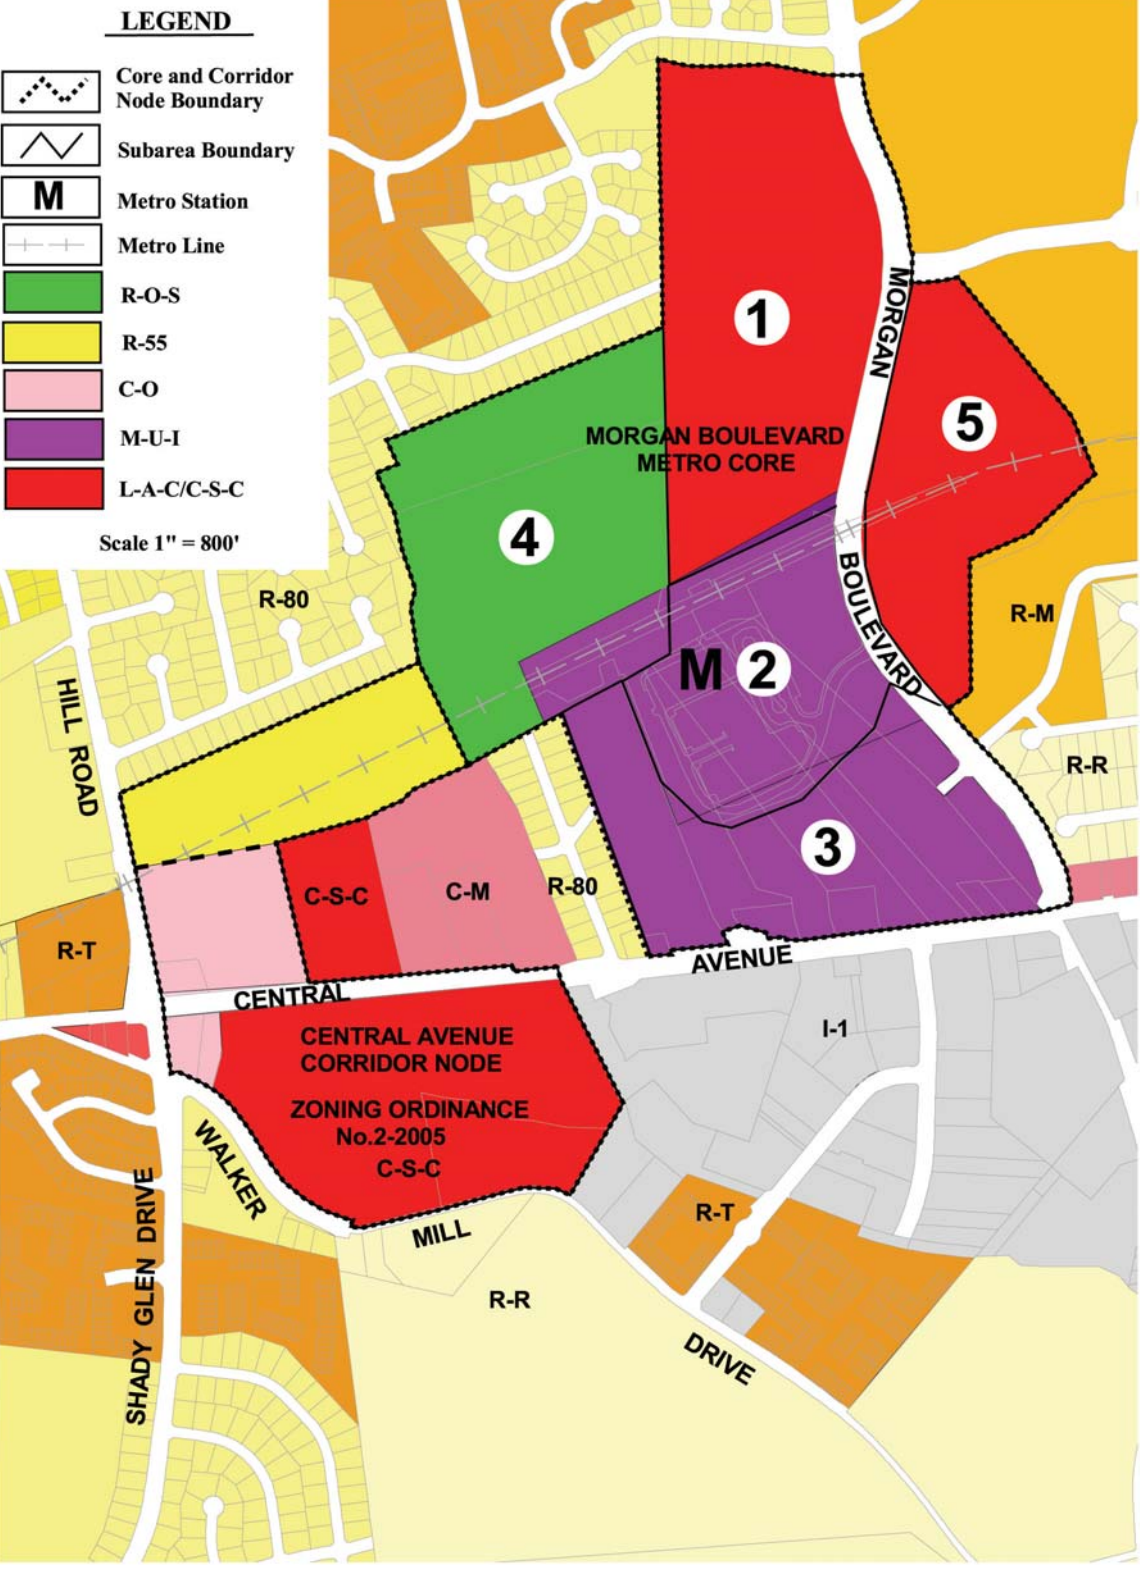 LEGEND
Core and Corridor
Node Boundary
Subarea Boundary
M
Metro Station
Metro Line
R-O-S
R-55
C-O
M-U-I
L-A-C/C-S-C
Scale 1" = 800'
1
MORGAN
5
MORGAN BOULEVARD
METRO CORE
4
BOULEVARD
R-80
R-M
M 2
HILL ROAD
R-R
3
C-S-C
C-M
R-80
R-T
AVENUE
CENTRAL
I-1
CENTRAL AVENUE
CORRIDOR NODE
ZONING ORDINANCE
No.2-2005
C-S-C
WALKER
MILL
R-T
SHADY GLEN DRIVE
R-R
DRIVE